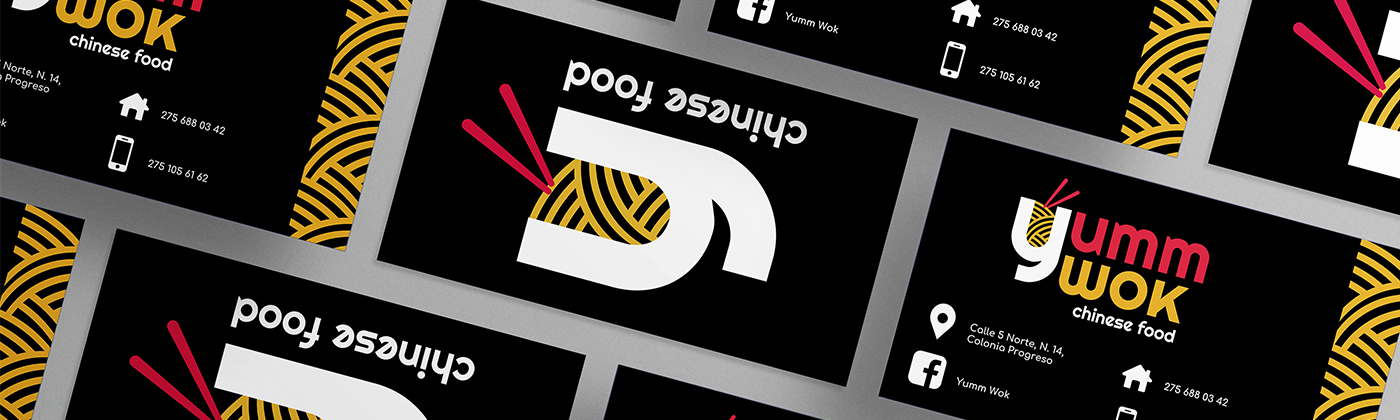 wok
chinese food
Norte, N. 14,
Progreso
275 688 03 42
275 105 61 62
Yumm Wok
275 688 03 42
275 105 61 62
chinese food
y
yumm
wok
chinese food
Calle 5 Norte, N. 14,
Colonia Progreso
Yumm Wok
275 688 03 42
chinese food